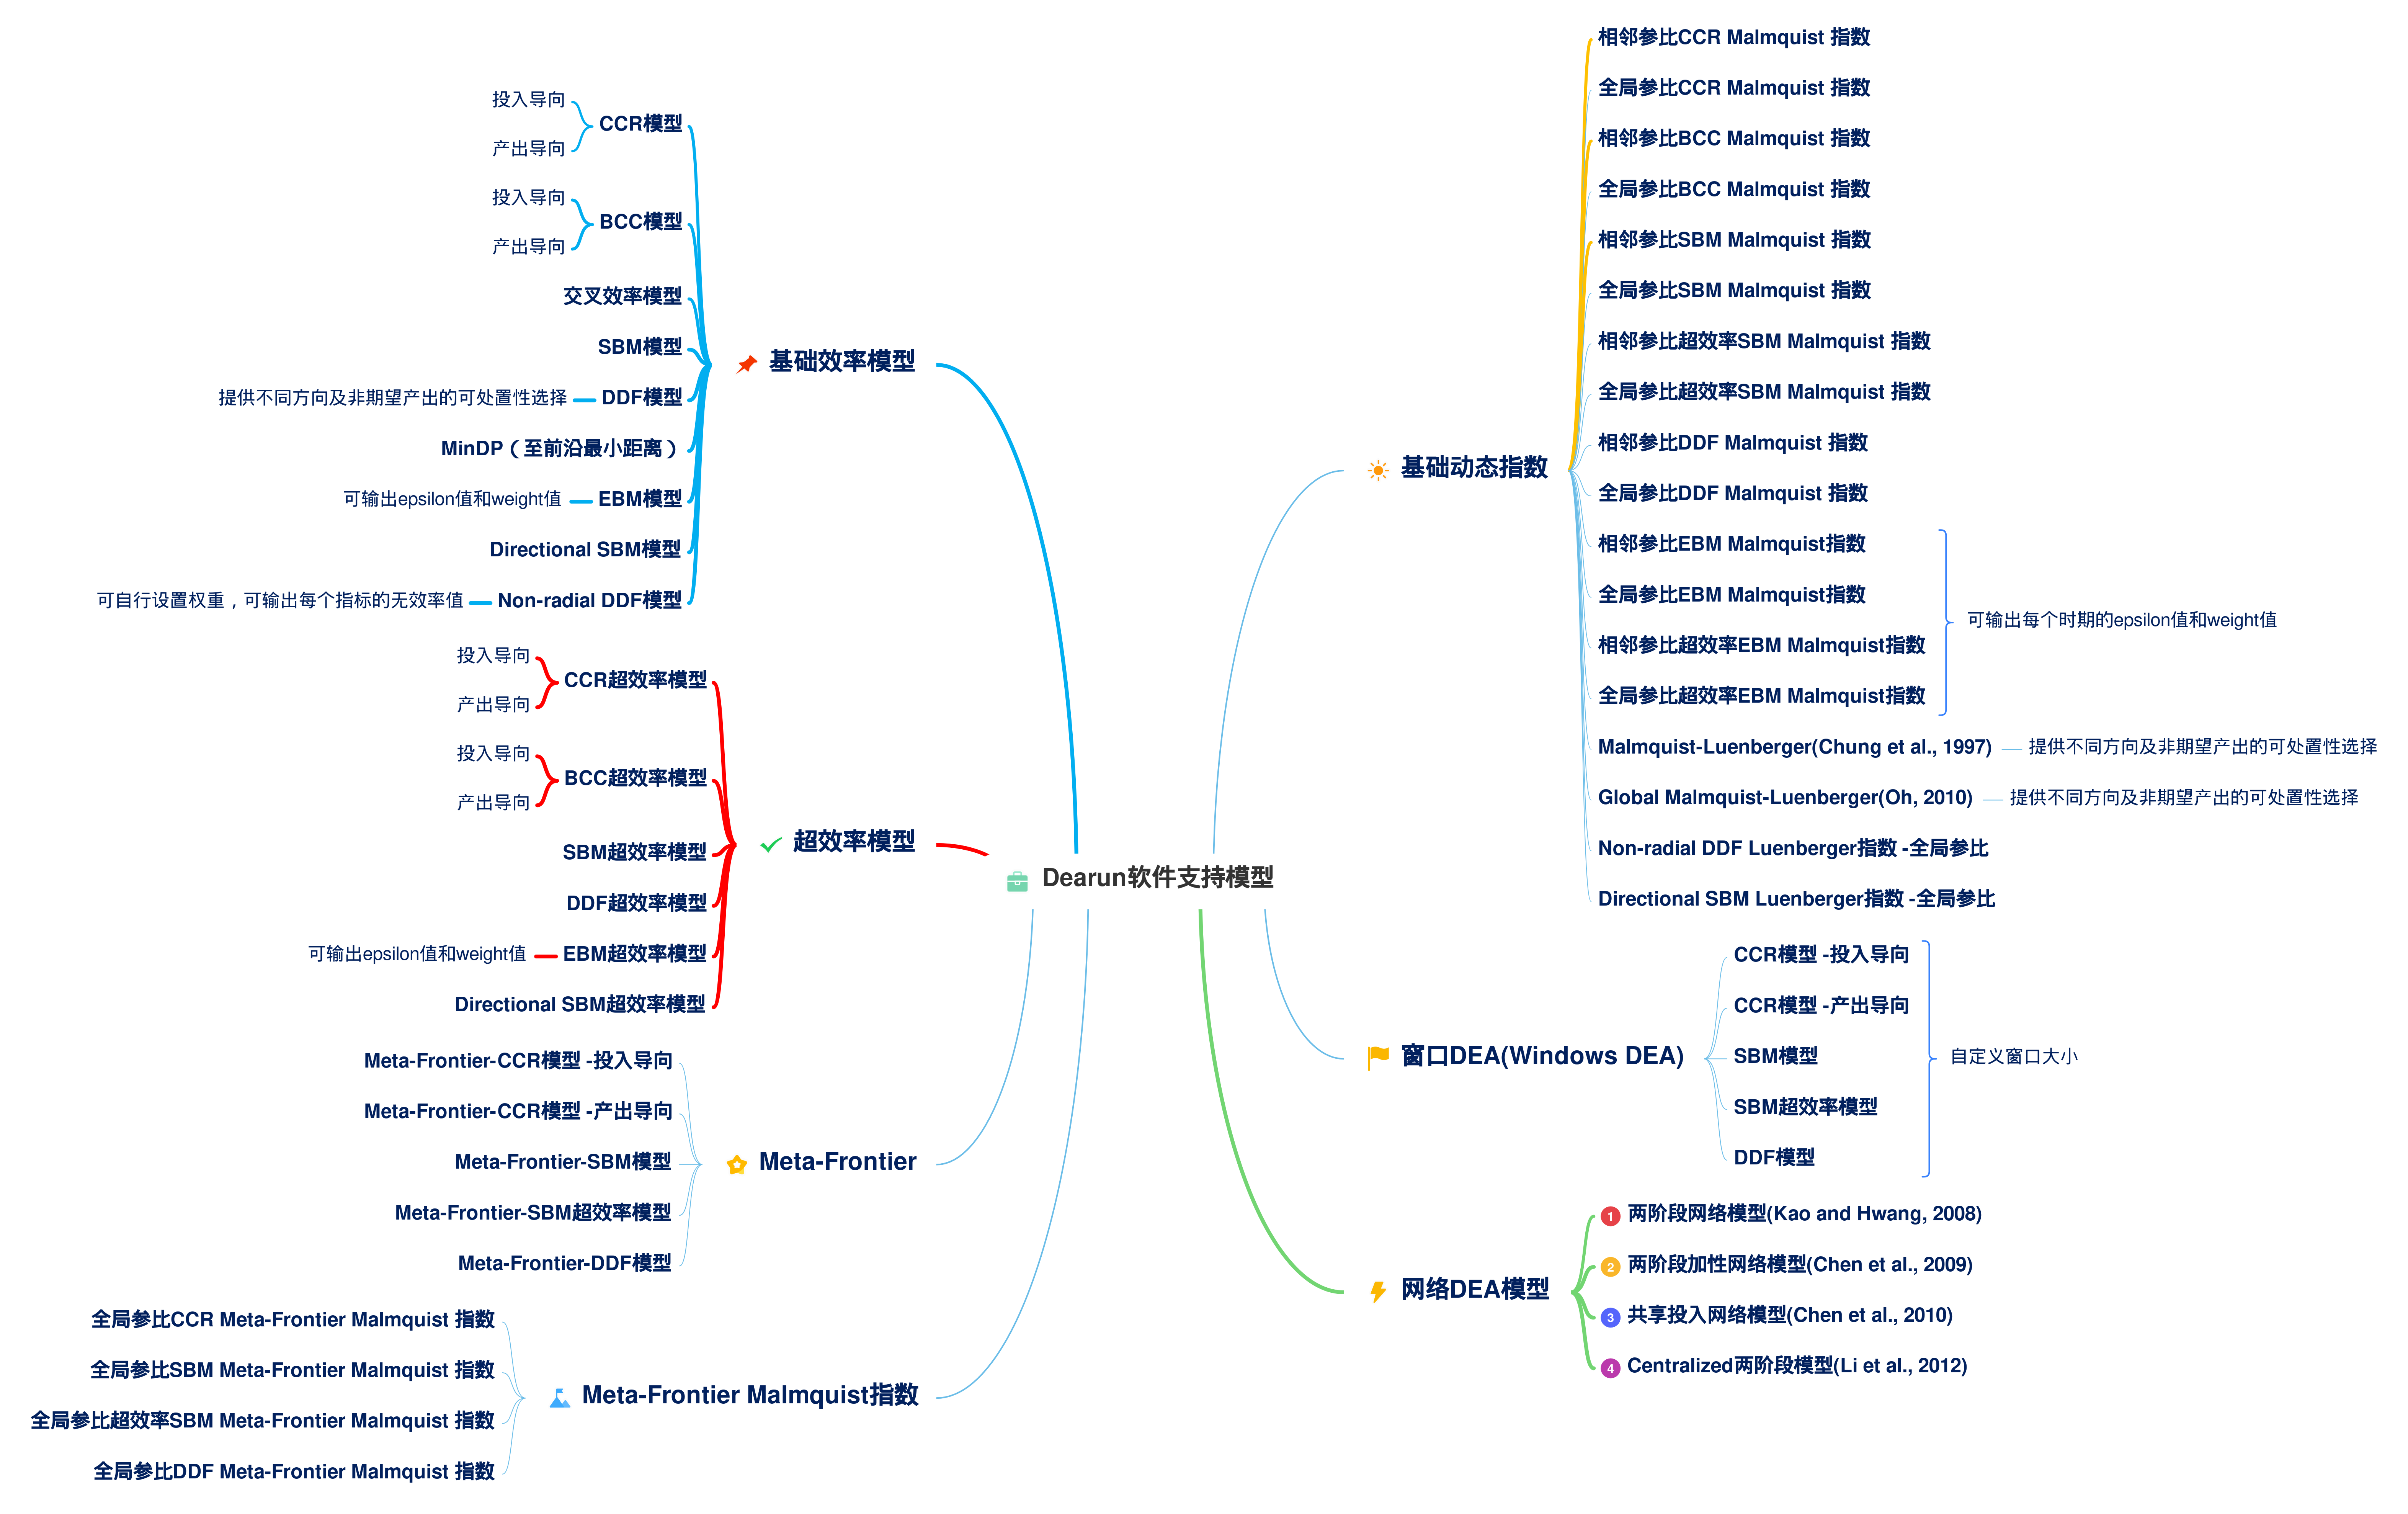 Dearun软件支持模型
基础效率模型
CCR模型
投入导向
产出导向
BCC模型
投入导向
产出导向
交叉效率模型
SBM模型
DDF模型
提供不同方向及非期望产出的可处置性选择
MinDP（至前沿最小距离）
EBM模型
可输出epsilon值和weight值
Directional SBM模型
Non-radial DDF模型
可自行设置权重，可输出每个指标的无效率值
超效率模型
CCR超效率模型
投入导向
产出导向
BCC超效率模型
投入导向
产出导向
SBM超效率模型
DDF超效率模型
EBM超效率模型
可输出epsilon值和weight值
Directional SBM超效率模型
Meta-Frontier
Meta-Frontier-CCR模型 -投入导向
Meta-Frontier-CCR模型 -产出导向
Meta-Frontier-SBM模型
Meta-Frontier-SBM超效率模型
Meta-Frontier-DDF模型
Meta-Frontier Malmquist指数
全局参比CCR Meta-Frontier Malmquist 指数
全局参比SBM Meta-Frontier Malmquist 指数
全局参比超效率SBM Meta-Frontier Malmquist 指数
全局参比DDF Meta-Frontier Malmquist 指数
基础动态指数
相邻参比CCR Malmquist 指数
全局参比CCR Malmquist 指数
相邻参比BCC Malmquist 指数
全局参比BCC Malmquist 指数
相邻参比SBM Malmquist 指数
全局参比SBM Malmquist 指数
相邻参比超效率SBM Malmquist 指数
全局参比超效率SBM Malmquist 指数
相邻参比DDF Malmquist 指数
全局参比DDF Malmquist 指数
相邻参比EBM Malmquist指数
全局参比EBM Malmquist指数
相邻参比超效率EBM Malmquist指数
全局参比超效率EBM Malmquist指数
可输出每个时期的epsilon值和weight值
Malmquist-Luenberger(Chung et al., 1997)
提供不同方向及非期望产出的可处置性选择
Global Malmquist-Luenberger(Oh, 2010)
提供不同方向及非期望产出的可处置性选择
Non-radial DDF Luenberger指数 -全局参比
Directional SBM Luenberger指数 -全局参比
窗口DEA(Windows DEA)
CCR模型 -投入导向
CCR模型 -产出导向
SBM模型
SBM超效率模型
DDF模型
自定义窗口大小
网络DEA模型
1 两阶段网络模型(Kao and Hwang, 2008)
2 两阶段加性网络模型(Chen et al., 2009)
3 共享投入网络模型(Chen et al., 2010)
4 Centralized两阶段模型(Li et al., 2012)